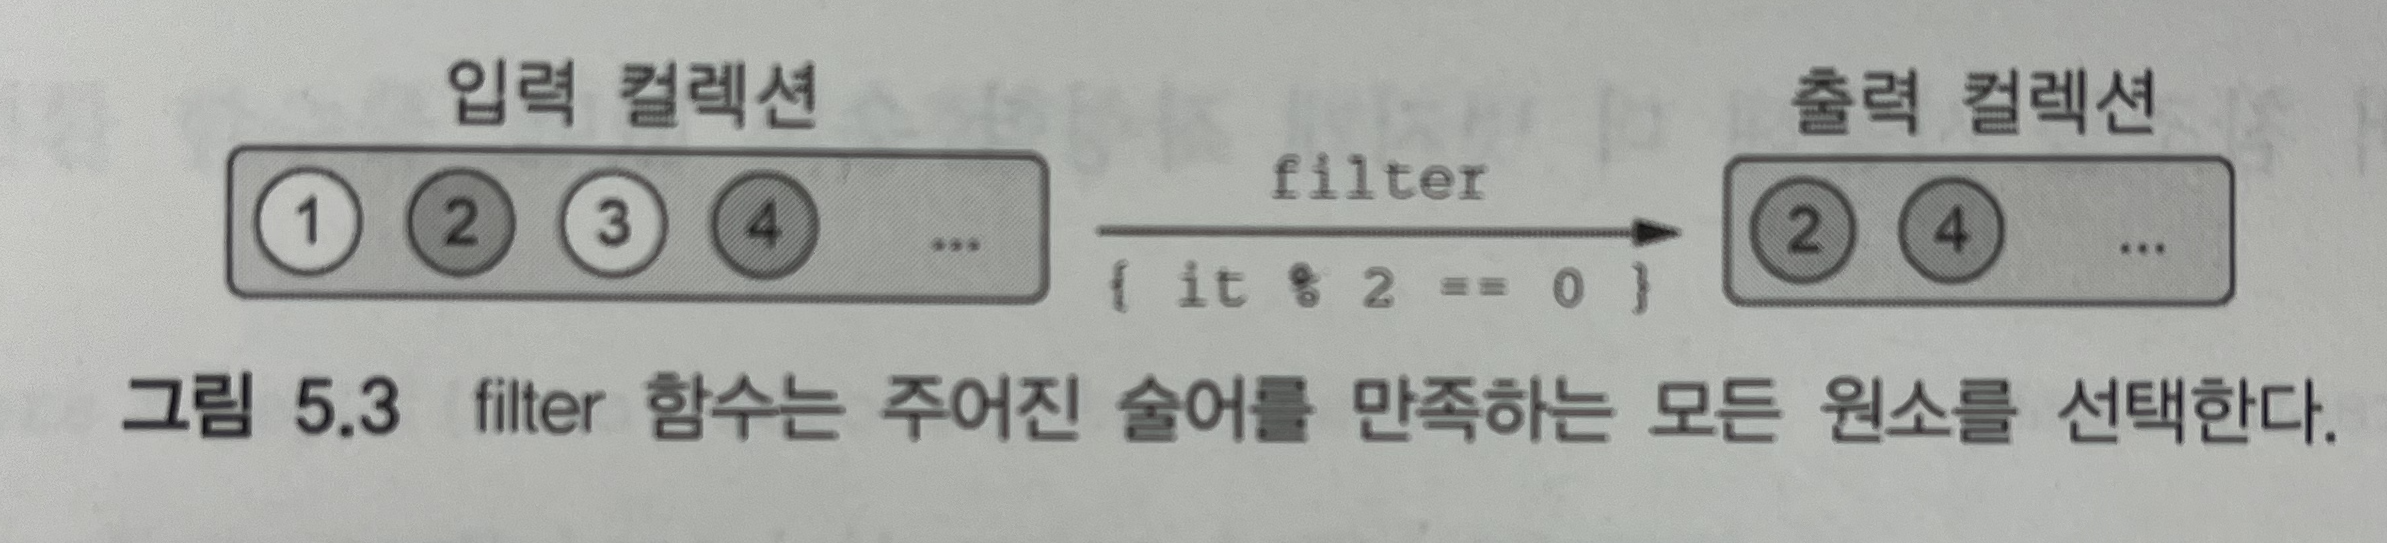 입력 컬렉션
1 2 3 4 ...
filter
{ it % 2 == 0 }
출력 컬렉션
2 4 ...
그림 5.3 filter 함수는 주어진 술어를 만족하는 모든 원소를 선택한다.